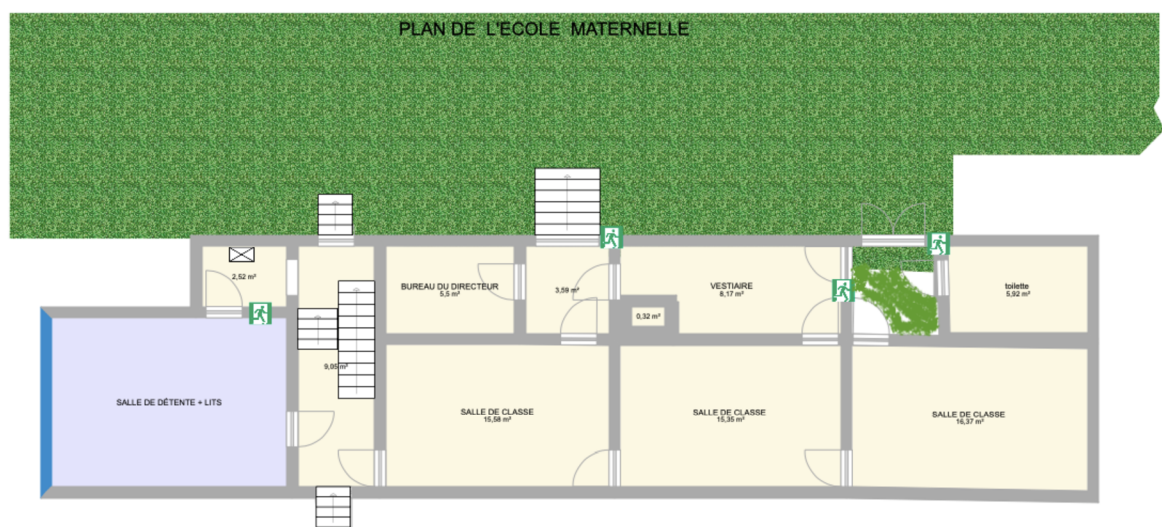 PLAN DE L'ECOLE MATERNELLE
2,52 m²
BUREAU DU DIRECTEUR
5,5 m²
3,59 m²
VESTIAIRE
8,17 m²
toilette
5,92 m²
0,32 m²
9,05 m²
SALLE DE DÉTENTE + LITS
SALLE DE CLASSE
15,58 m²
SALLE DE CLASSE
15,35 m²
SALLE DE CLASSE
16,37 m²